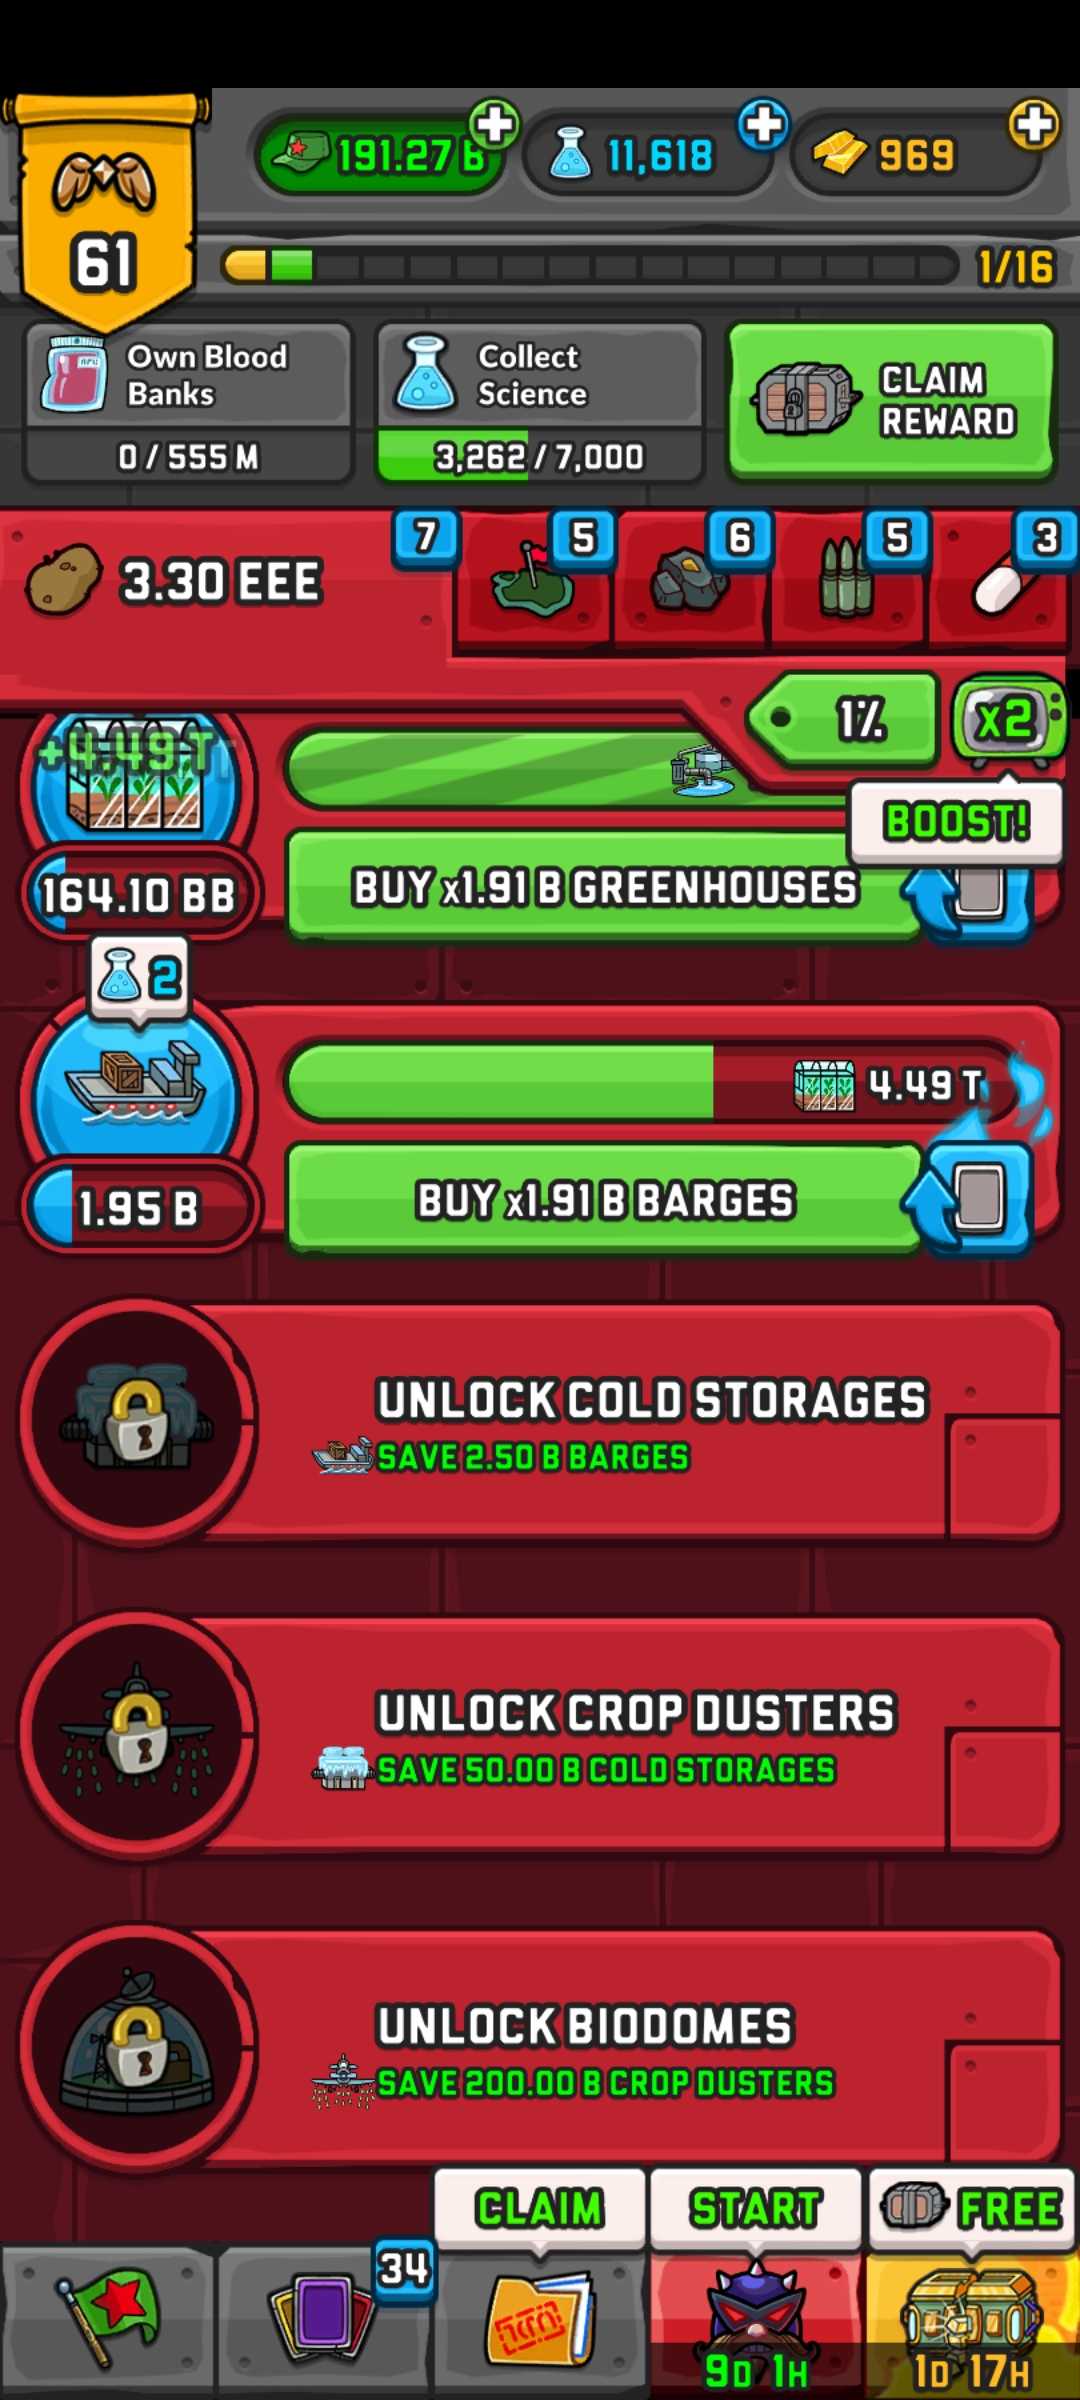 191.27 B
11,618
969
61
1/16
Own Blood
Banks
0 / 555 M
Collect
Science
3,262 / 7,000
CLAIM
REWARD
3.30 EEE
7
5
6
5
3
1%
x2
BOOST!
+4.49 T
164.10 BB
BUY x1.91 B GREENHOUSES
2
4.49 T
1.95 B
BUY x1.91 B BARGES
UNLOCK COLD STORAGES
SAVE 2.50 B BARGES
UNLOCK CROP DUSTERS
SAVE 50.00 B COLD STORAGES
UNLOCK BIODOMES
SAVE 200.00 B CROP DUSTERS
CLAIM
START
FREE
34
9D 1H
1D 17H